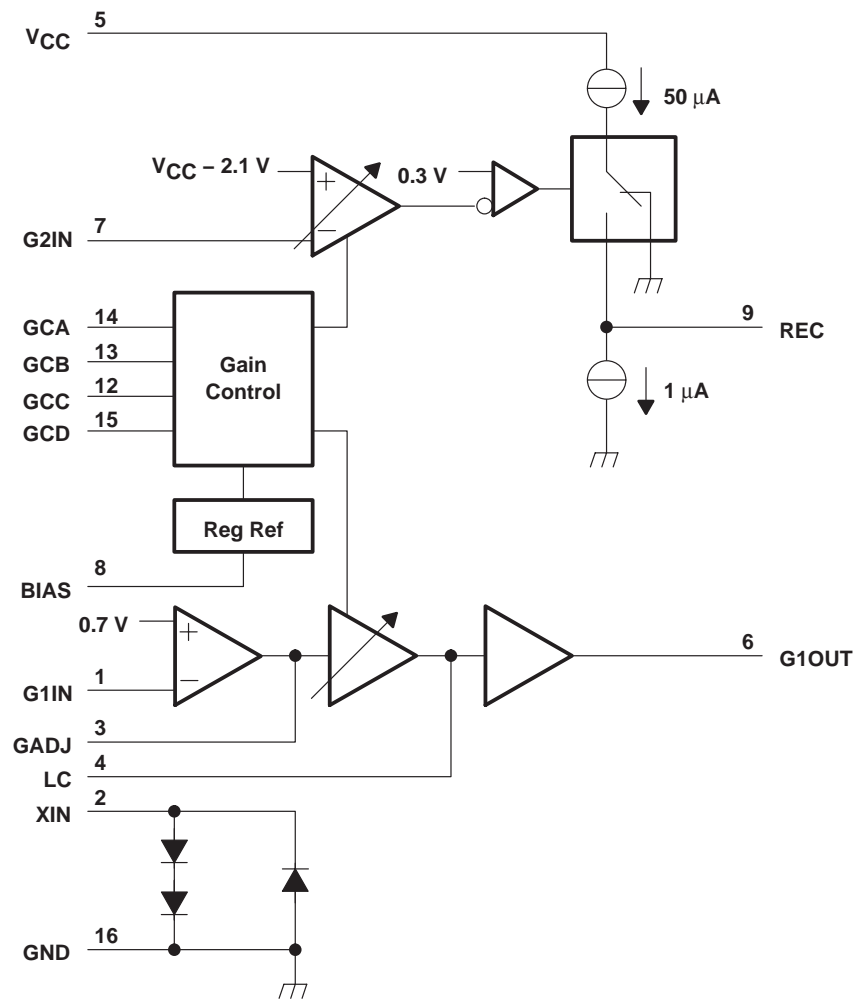 5
VCC
50 μA
VCC – 2.1 V
0.3 V
+
–
7
G2IN
14
GCA
13
GCB
12
GCC
15
GCD
Gain
Control
9
REC
1 μA
Reg Ref
8
BIAS
0.7 V
+
–
1
G1IN
6
G1OUT
3
GADJ
4
LC
2
XIN
16
GND